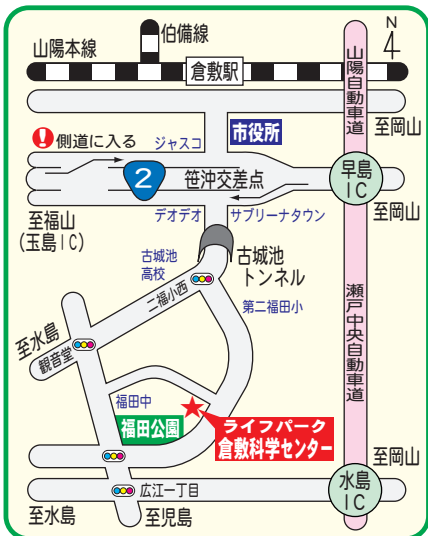 伯備線
N
4
山陽本線
倉敷駅
山陽自動車道
至岡山
! 側道に入る
ジャスコ
市役所
2
笹沖交差点
早島
IC
至岡山
至福山
(玉島IC)
デオデオ
サブリーナタウン
古城池
トンネル
古城池
高校
二福小西
第二福田小
瀬戸中央自動車道
至水島
観音堂
福田中
福田公園
ライフパーク
倉敷科学センター
至岡山
水島
IC
広江一丁目
至水島
至児島